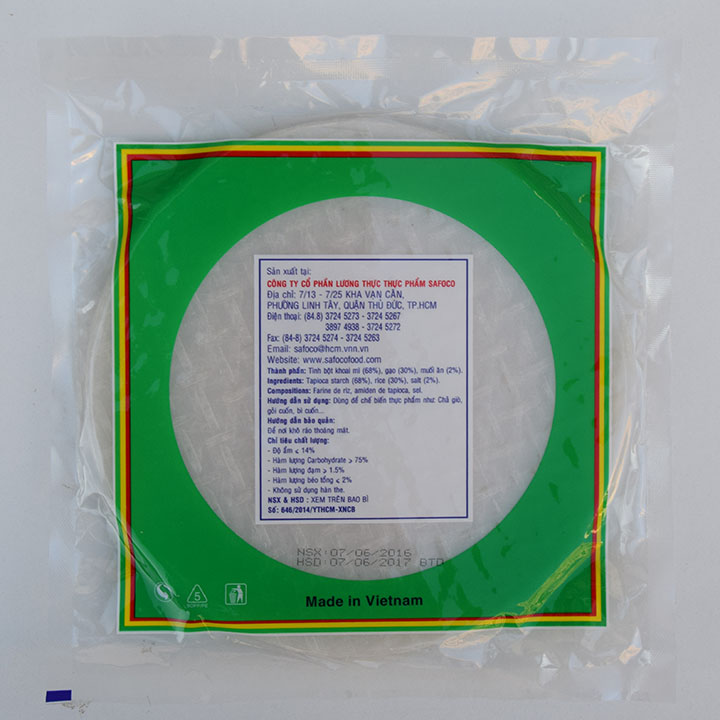 Sản xuất tại:
CÔNG TY CỔ PHẦN LƯƠNG THỰC THỰC PHẨM SAFOCO
Địa chỉ: 7/13 - 7/25 KHA VẠN CÂN,
PHƯỜNG LINH TÂY, QUẬN THỦ ĐỨC, TP.HCM
Điện thoại: (84.8) 3724 5273 - 3724 5267
3897 4938 - 3724 5272
Fax: (84-8) 3724 5274 - 3724 5263
Email: safoco@hcm.vnn.vn
Website: www.safocofood.com
Thành phần: Tinh bột khoai mì (68%), gạo (30%), muối ăn (2%).
Ingredients: Tapioca starch (68%), rice (30%), salt (2%).
Compositions: Farine de riz, amiden de tapioca, sel.
Hướng dẫn sử dụng: Dùng để chế biến thực phẩm như: Chả giò,
gỏi cuốn, bì cuốn...
Hướng dẫn bảo quản:
Để nơi khô ráo thoáng mát.
Chỉ tiêu chất lượng:
- Độ ẩm ≤ 14%
- Hàm lượng Carbohydrate ≥ 75%
- Hàm lượng đạm ≥ 1.5%
- Hàm lượng béo tổng ≤ 2%
- Không sử dụng hàn the.
NSX & HSD : XEM TRÊN BAO BÌ
Số: 646/2014/YTHCM-XNCB
NSX:07/06/2016
HSD:07/06/2017 BTD
5
Made in Vietnam